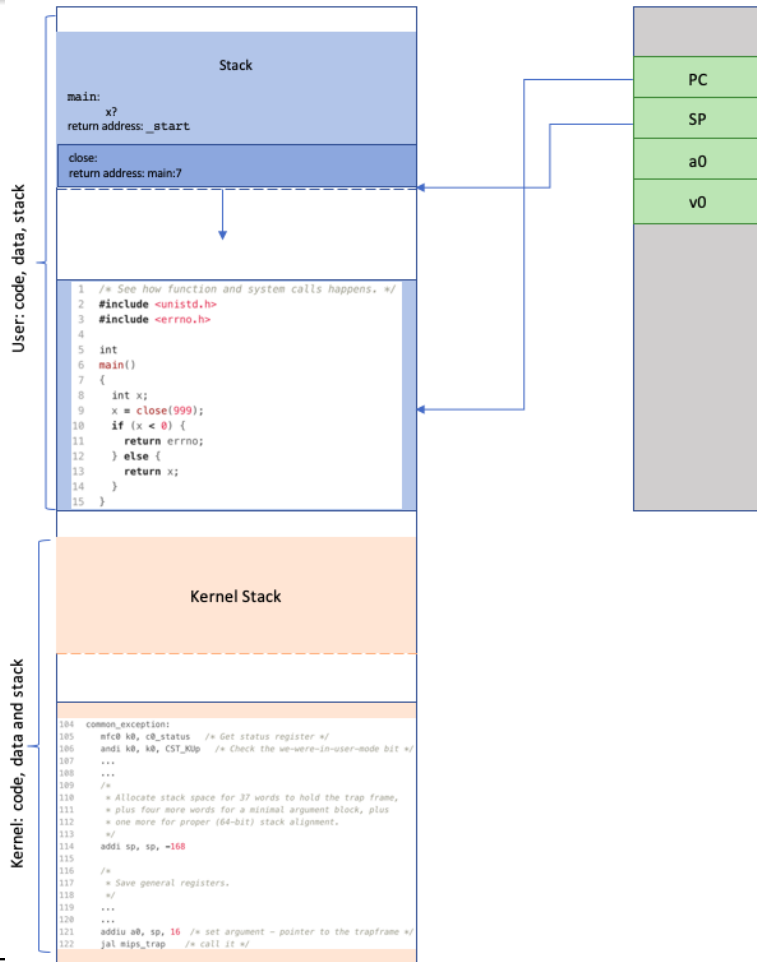 Stack
main:
x?
return address: _start
close:
return address: main:7
PC
SP
a0
v0
User: code, data, stack
1 /* See how function and system calls happens. */
2 #include <unistd.h>
3 #include <errno.h>
4
5 int
6 main()
7 {
8 int x;
9 x = close(999);
10 if (x < 0) {
11 return errno;
12 } else {
13 return x;
14 }
15 }
Kernel Stack
Kernel: code, data and stack
104 common_exception:
105 mfc0 k0, c0_status /* Get status register */
106 andi k0, k0, CST_KUp /* Check the we-were-in-user-mode bit */
107 ...
108 ...
109 /*
110 * Allocate stack space for 37 words to hold the trap frame,
111 * plus four more words for a minimal argument block, plus
112 * one more for proper (64-bit) stack alignment.
113 */
114 addi sp, sp, -168
115
116 /*
117 * Save general registers.
118 */
119 ...
120 ...
121 addiu a0, sp, 16 /* set argument - pointer to the trapframe */
122 jal mips_trap /* call it */